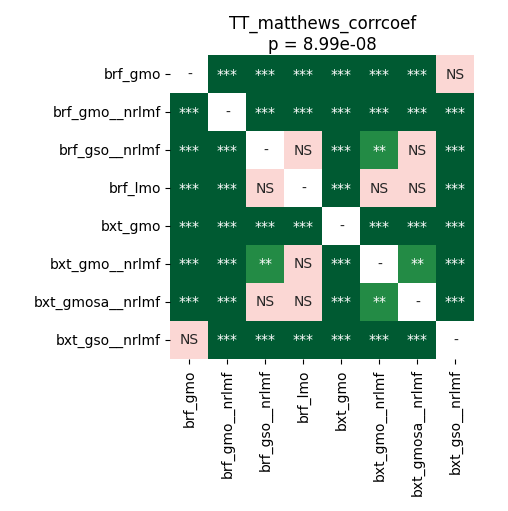 TT_matthews_corrcoef
p = 8.99e-08
brf_gmo - *** *** *** *** *** *** NS
brf_gmo__nrlmf *** - *** *** *** *** *** ***
brf_gso__nrlmf *** *** - NS *** ** NS ***
brf_lmo *** *** NS - *** NS NS ***
bxt_gmo *** *** *** *** - *** *** ***
bxt_gmo__nrlmf *** *** ** NS *** - ** ***
bxt_gmosa__nrlmf *** *** NS NS *** ** - ***
bxt_gso__nrlmf NS *** *** *** *** *** *** -
brf_gmo
brf_gmo__nrlmf
brf_gso__nrlmf
brf_lmo
bxt_gmo
bxt_gmo__nrlmf
bxt_gmosa__nrlmf
bxt_gso__nrlmf